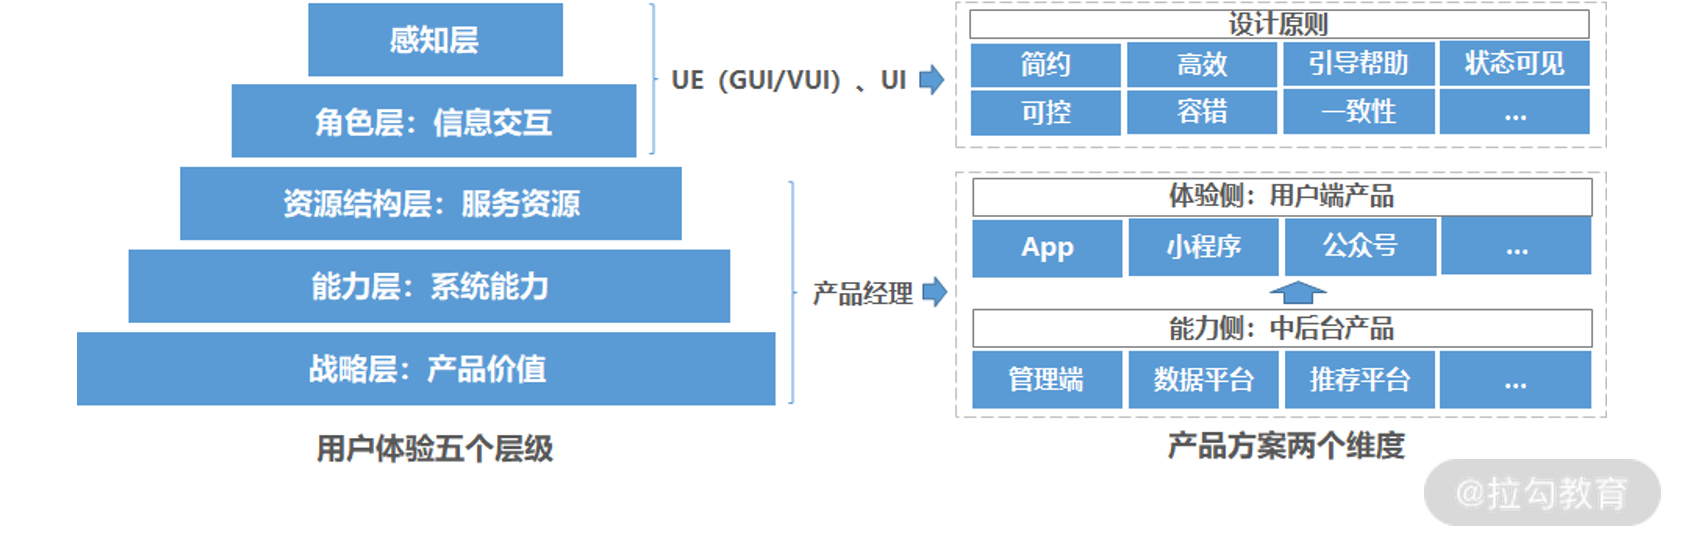 感知层
角色层：信息交互
资源结构层：服务资源
能力层：系统能力
战略层：产品价值
用户体验五个层级
UE（GUI/VUI）、UI
产品经理
设计原则
简约 高效 引导帮助 状态可见
可控 容错 一致性 ...
体验侧：用户端产品
App 小程序 公众号 ...
能力侧：中后台产品
管理端 数据平台 推荐平台 ...
产品方案两个维度
@拉勾教育